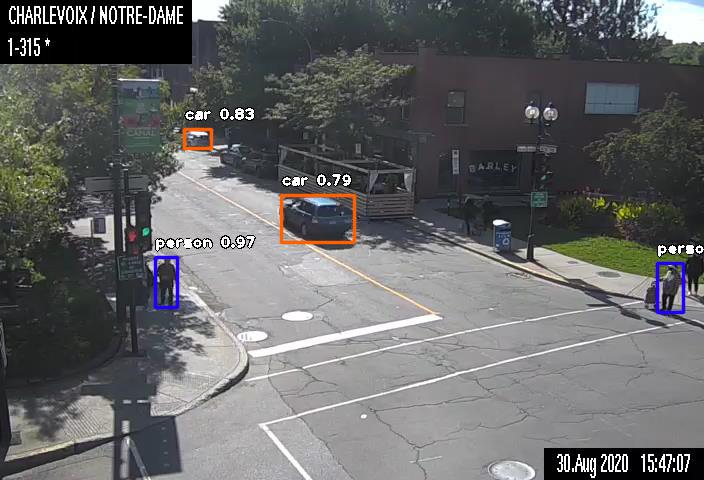 CHARLEVOIX / NOTRE-DAME
1-315 *
car 0.83
CANAL
car 0.79
BARLEY
person 0.97
perso
30.Aug 2020 15:47:07